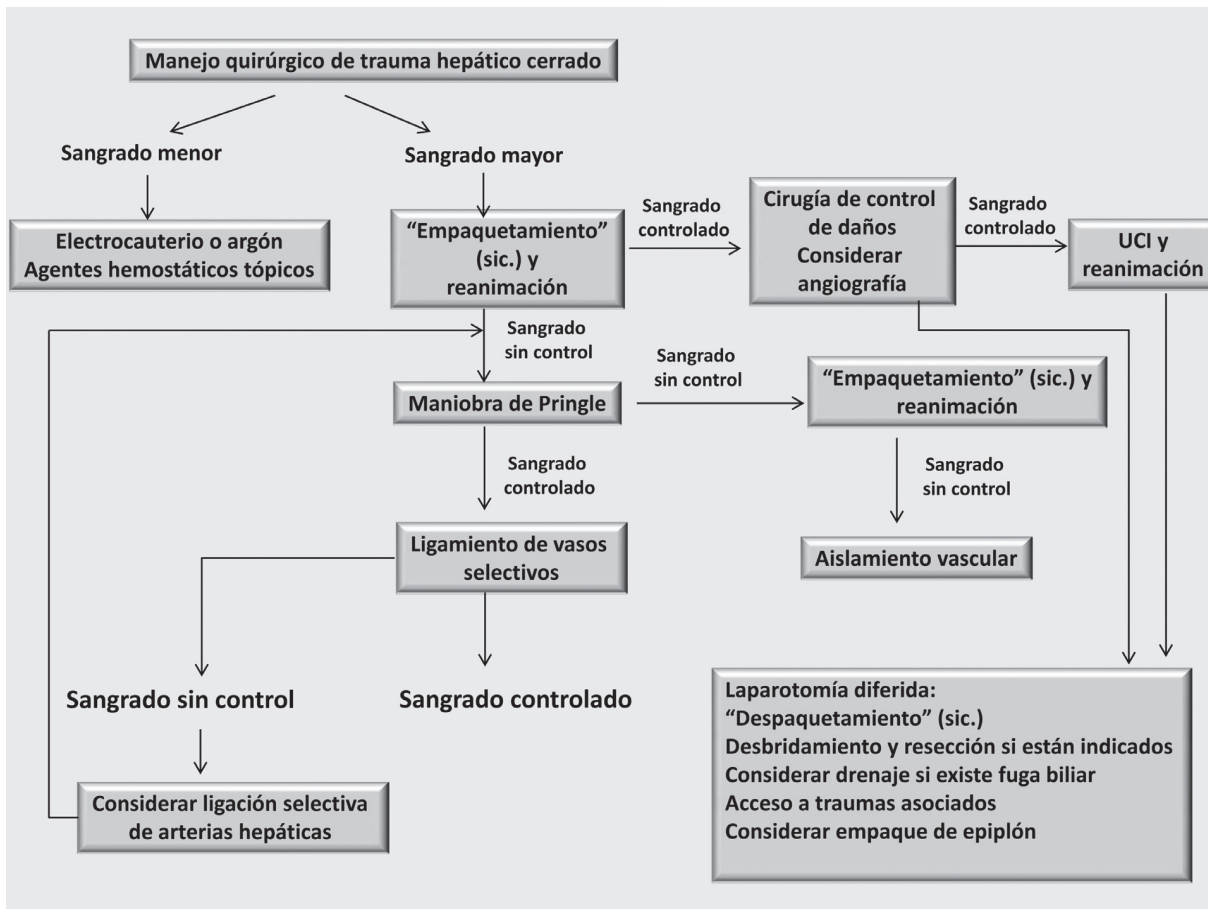 Manejo quirúrgico de trauma hepático cerrado
Sangrado menor
Sangrado mayor
Electrocauterio o argón
Agentes hemostáticos tópicos
“Empaquetamiento”
(sic.) y
reanimación
Sangrado
controlado
Cirugía de control
de daños
Considerar
angiografía
Sangrado
controlado
UCI y
reanimación
Sangrado
sin control
Maniobra de Pringle
Sangrado
sin control
“Empaquetamiento” (sic.) y
reanimación
Sangrado
controlado
Sangrado
sin control
Ligamiento de vasos
selectivos
Aislamiento vascular
Sangrado sin control
Sangrado controlado
Considerar ligación selectiva
de arterias hepáticas
Laparotomía diferida:
“Despaquetamiento” (sic.)
Desbridamiento y resección si están indicados
Considerar drenaje si existe fuga biliar
Acceso a traumas asociados
Considerar empaque de epiplón